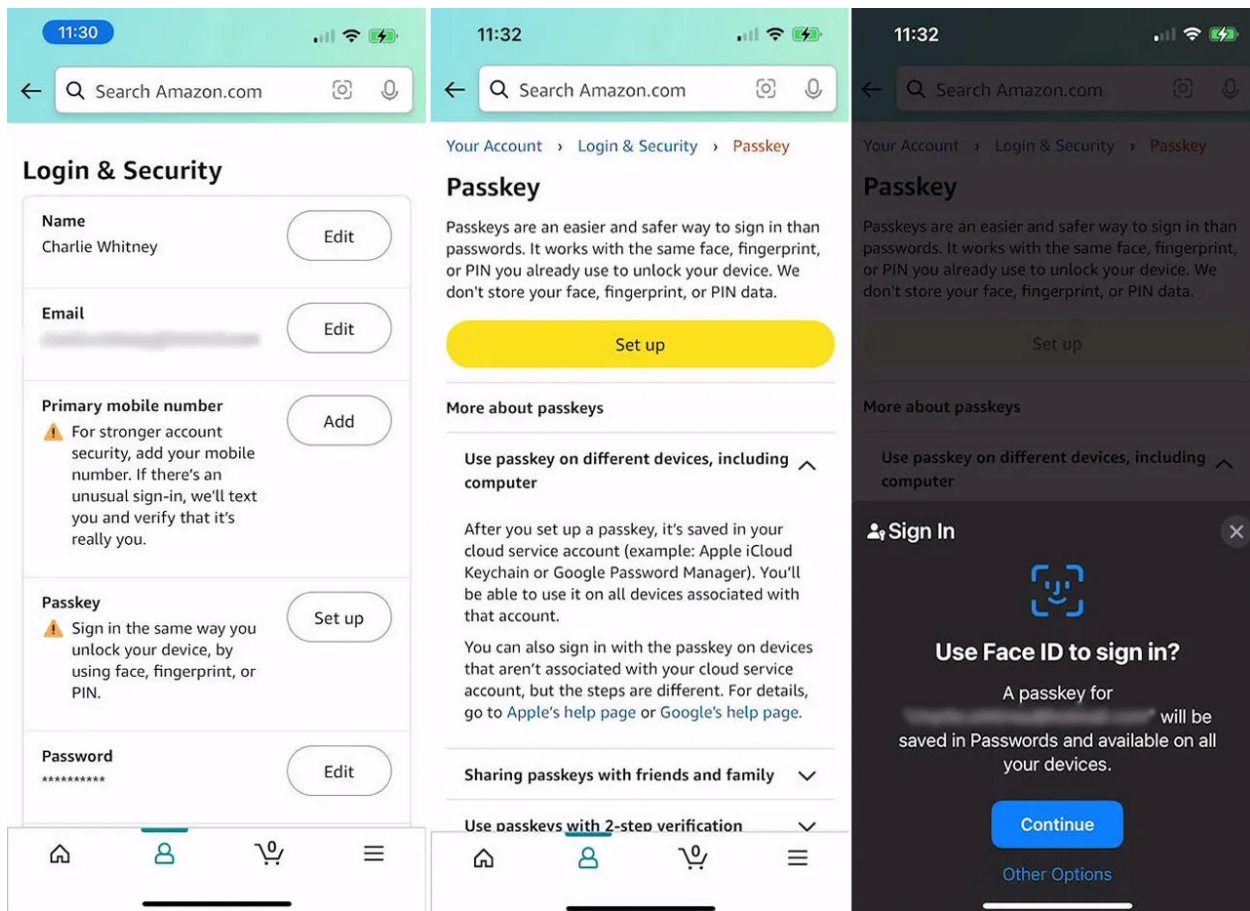 11:30
Search Amazon.com
Login & Security
Name
Charlie Whitney
Edit
Email
Edit
Primary mobile number
Add
For stronger account
security, add your mobile
number. If there's an
unusual sign-in, we'll text
you and verify that it's
really you.
Passkey
Set up
Sign in the same way you
unlock your device, by
using face, fingerprint, or
PIN.
Password
**********
Edit
0
11:32
Search Amazon.com
Your Account › Login & Security › Passkey
Passkey
Passkeys are an easier and safer way to sign in than
passwords. It works with the same face, fingerprint,
or PIN you already use to unlock your device. We
don't store your face, fingerprint, or PIN data.
Set up
More about passkeys
Use passkey on different devices, including
computer
After you set up a passkey, it's saved in your
cloud service account (example: Apple iCloud
Keychain or Google Password Manager). You'll
be able to use it on all devices associated with
that account.
You can also sign in with the passkey on devices
that aren't associated with your cloud service
account, but the steps are different. For details,
go to Apple's help page or Google's help page.
Sharing passkeys with friends and family
Use passkeys with 2-step verification
0
11:32
Search Amazon.com
Your Account › Login & Security › Passkey
Passkey
Passkeys are an easier and safer way to sign in than
passwords. It works with the same face, fingerprint,
or PIN you already use to unlock your device. We
don't store your face, fingerprint, or PIN data.
Set up
More about passkeys
Use passkey on different devices, including
computer
Sign In
Use Face ID to sign in?
A passkey for
" " will be
saved in Passwords and available on all
your devices.
Continue
Other Options